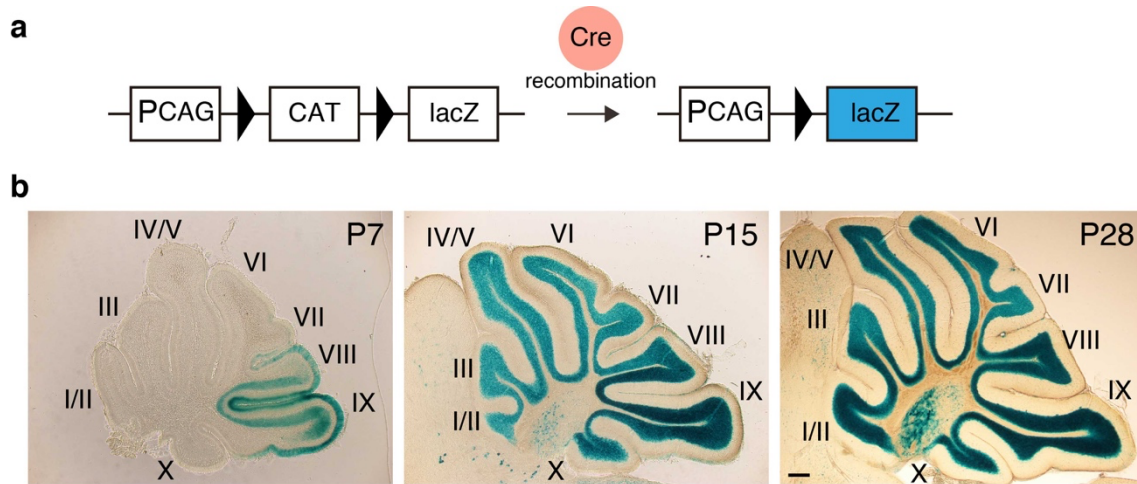 a
Cre
recombination
PCAG CAT lacZ PCAG lacZ
b
P7
IV/V
VI
III
VII
VIII
I/II
IX
X
P15
IV/V
VI
VII
VIII
III
IX
I/II
X
P28
VI
IV/V
VII
III
VIII
IX
I/II
X